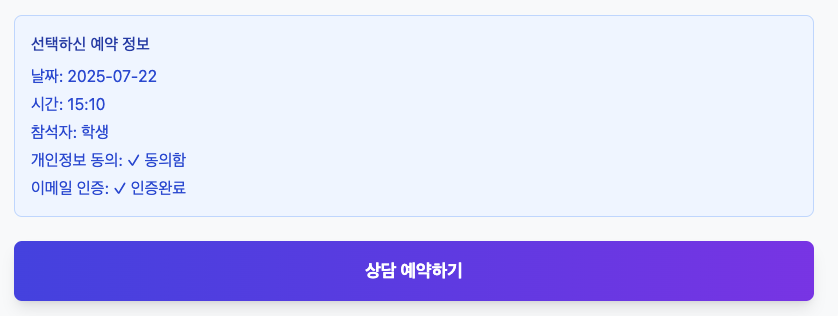 선택하신 예약 정보
날짜: 2025-07-22
시간: 15:10
참석자: 학생
개인정보 동의: ✓ 동의함
이메일 인증: ✓ 인증완료
상담 예약하기